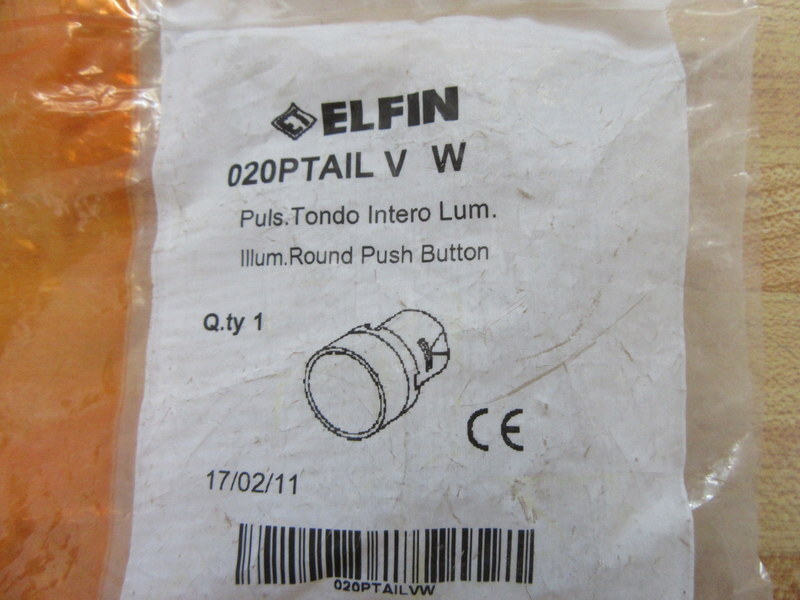 ELFIN
020PTAIL V W
Puls.Tondo Intero Lum.
Illum.Round Push Button
Q.ty 1
CE
17/02/11
020PTAILVW